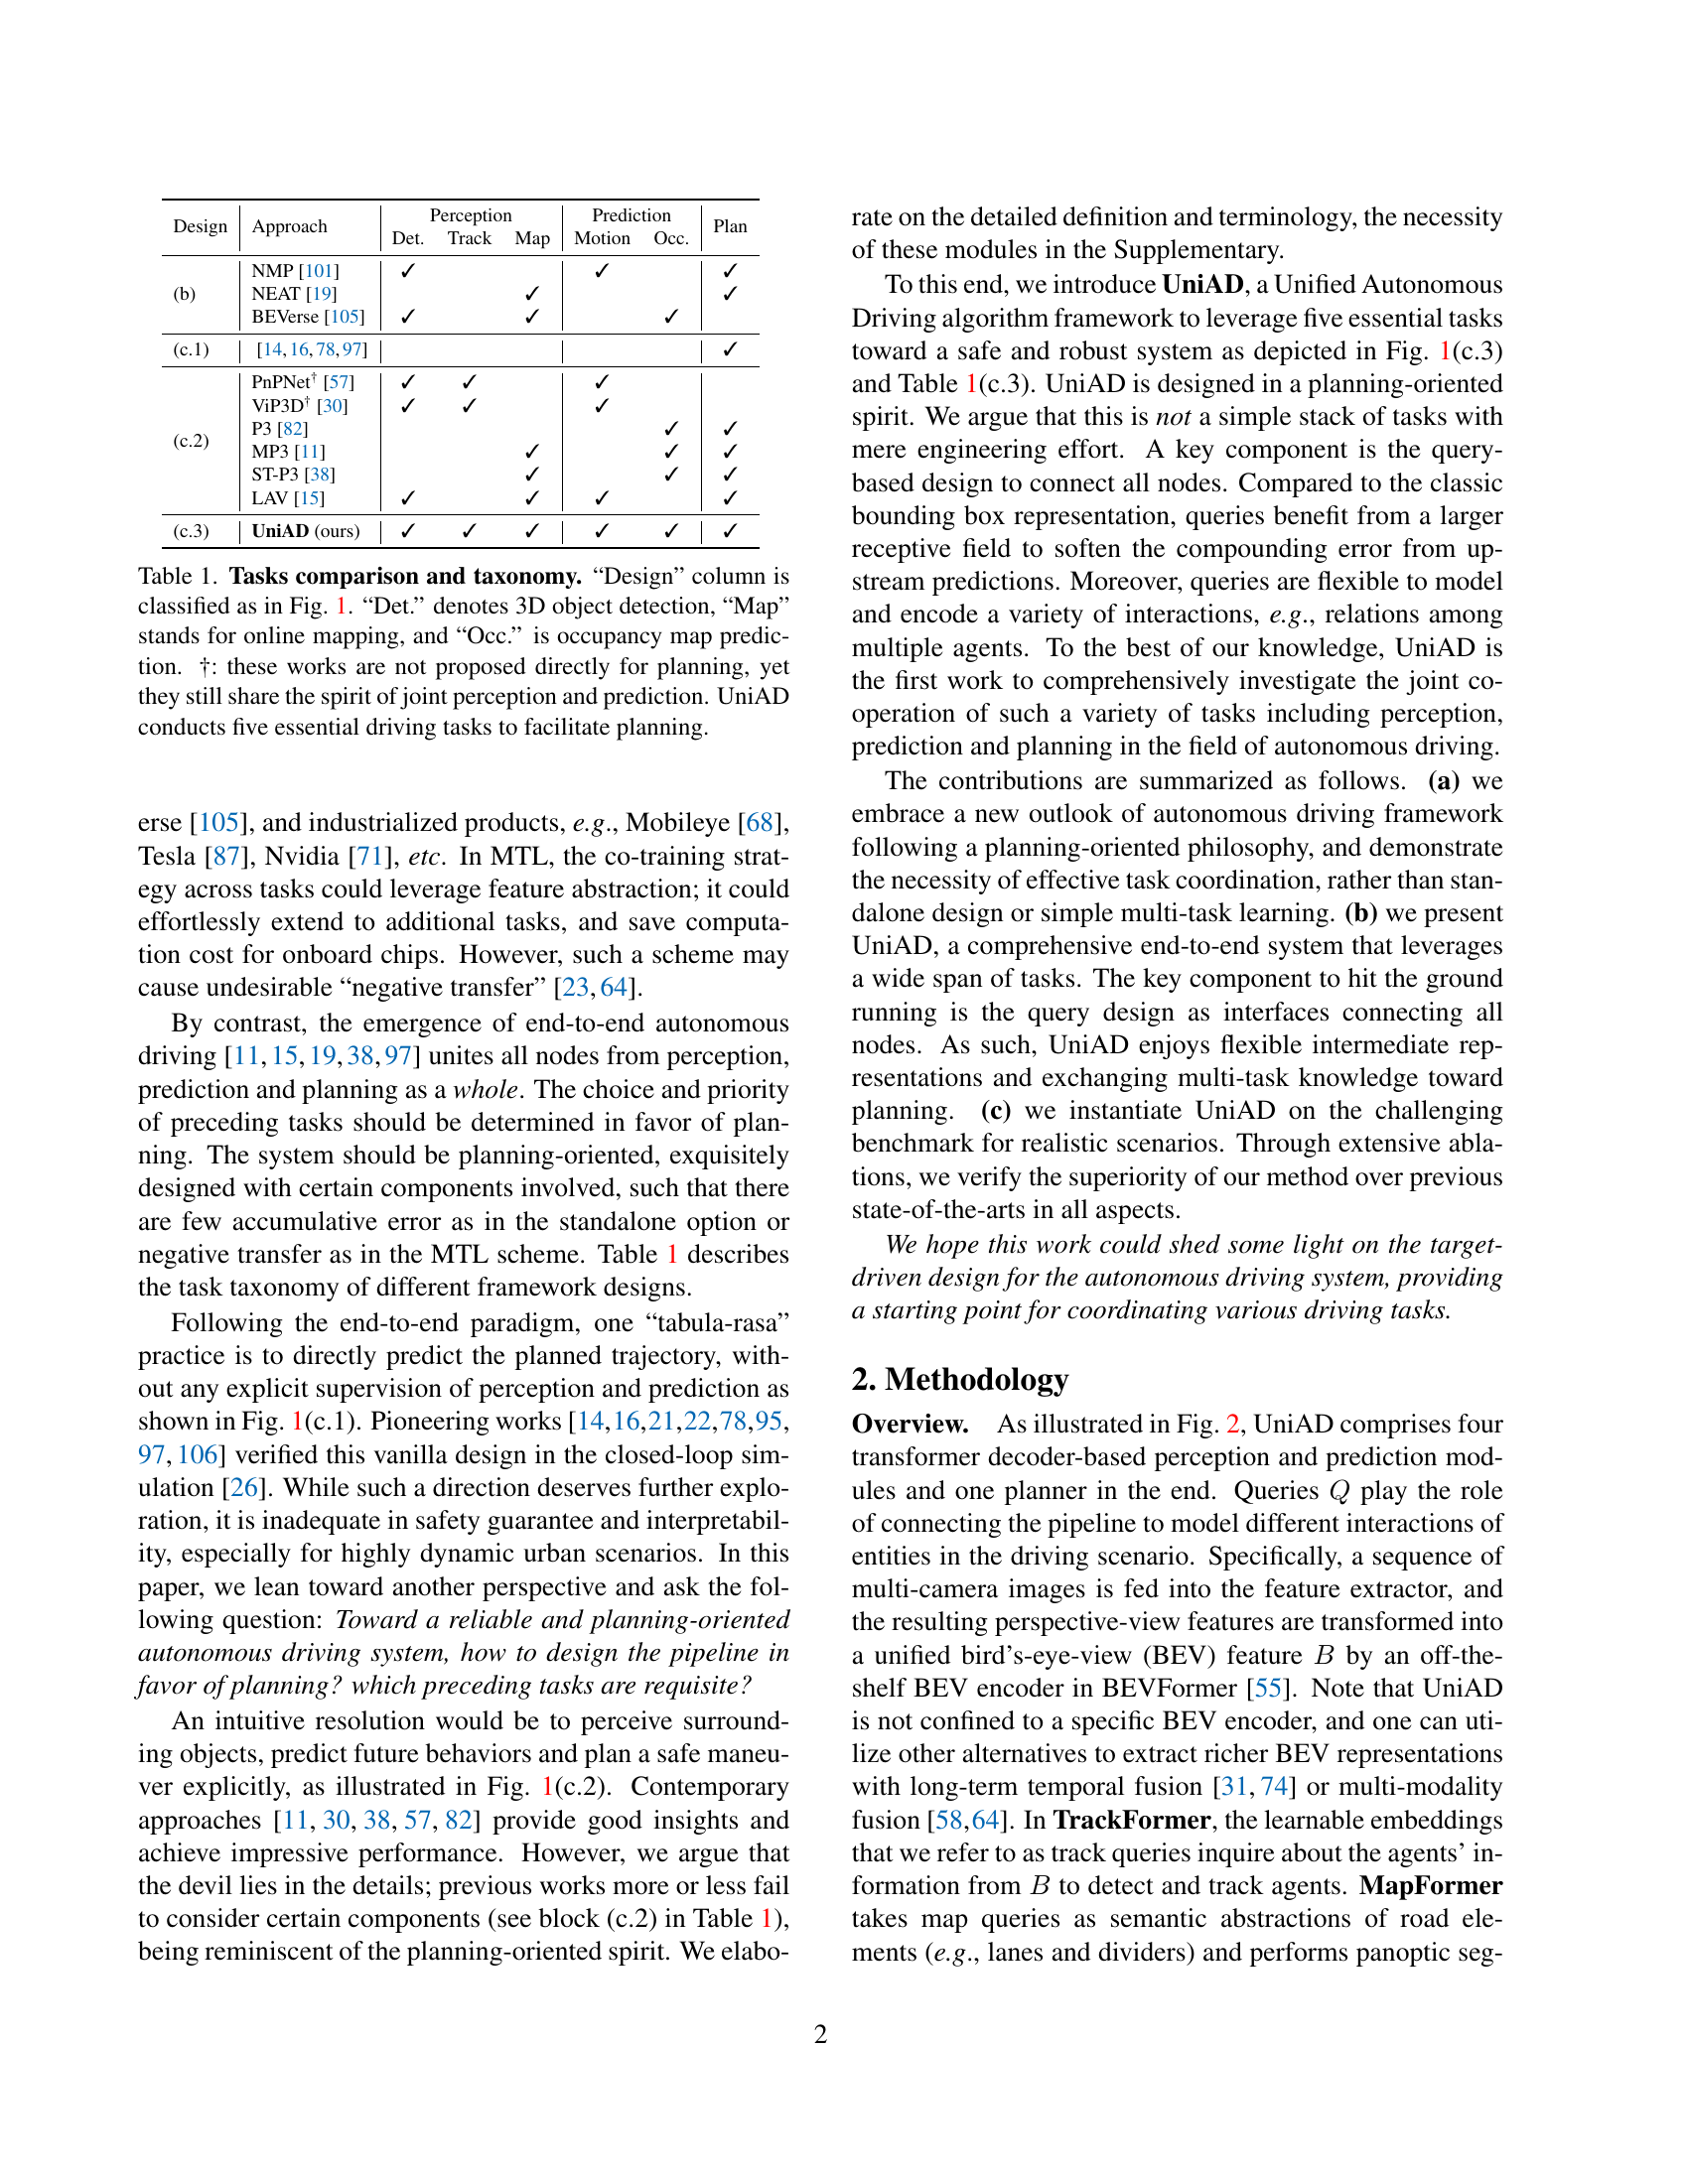 Design Approach Perception Prediction Plan
Det. Track Map Motion Occ.
(b) NMP [101] ✓ ✓ ✓
NEAT [19] ✓ ✓
BEVerse [105] ✓ ✓ ✓
(c.1) [14, 16, 78, 97] ✓
(c.2) PnPNet† [57] ✓ ✓ ✓
ViP3D† [30] ✓ ✓ ✓
P3 [82] ✓ ✓
MP3 [11] ✓ ✓ ✓
ST-P3 [38] ✓ ✓ ✓
LAV [15] ✓ ✓ ✓ ✓
(c.3) UniAD (ours) ✓ ✓ ✓ ✓ ✓ ✓
Table 1. Tasks comparison and taxonomy. “Design” column is
classified as in Fig. 1. “Det.” denotes 3D object detection, “Map”
stands for online mapping, and “Occ.” is occupancy map predic-
tion. †: these works are not proposed directly for planning, yet
they still share the spirit of joint perception and prediction. UniAD
conducts five essential driving tasks to facilitate planning.
erse [105], and industrialized products, e.g., Mobileye [68],
Tesla [87], Nvidia [71], etc. In MTL, the co-training strat-
egy across tasks could leverage feature abstraction; it could
effortlessly extend to additional tasks, and save computa-
tion cost for onboard chips. However, such a scheme may
cause undesirable “negative transfer” [23, 64].
By contrast, the emergence of end-to-end autonomous
driving [11, 15, 19, 38, 97] unites all nodes from perception,
prediction and planning as a whole. The choice and priority
of preceding tasks should be determined in favor of plan-
ning. The system should be planning-oriented, exquisitely
designed with certain components involved, such that there
are few accumulative error as in the standalone option or
negative transfer as in the MTL scheme. Table 1 describes
the task taxonomy of different framework designs.
Following the end-to-end paradigm, one “tabula-rasa”
practice is to directly predict the planned trajectory, with-
out any explicit supervision of perception and prediction as
shown in Fig. 1(c.1). Pioneering works [14,16,21,22,78,95,
97, 106] verified this vanilla design in the closed-loop sim-
ulation [26]. While such a direction deserves further explo-
ration, it is inadequate in safety guarantee and interpretabil-
ity, especially for highly dynamic urban scenarios. In this
paper, we lean toward another perspective and ask the fol-
lowing question: Toward a reliable and planning-oriented
autonomous driving system, how to design the pipeline in
favor of planning? which preceding tasks are requisite?
An intuitive resolution would be to perceive surround-
ing objects, predict future behaviors and plan a safe maneu-
ver explicitly, as illustrated in Fig. 1(c.2). Contemporary
approaches [11, 30, 38, 57, 82] provide good insights and
achieve impressive performance. However, we argue that
the devil lies in the details; previous works more or less fail
to consider certain components (see block (c.2) in Table 1),
being reminiscent of the planning-oriented spirit. We elabo-
rate on the detailed definition and terminology, the necessity
of these modules in the Supplementary.
To this end, we introduce UniAD, a Unified Autonomous
Driving algorithm framework to leverage five essential tasks
toward a safe and robust system as depicted in Fig. 1(c.3)
and Table 1(c.3). UniAD is designed in a planning-oriented
spirit. We argue that this is not a simple stack of tasks with
mere engineering effort. A key component is the query-
based design to connect all nodes. Compared to the classic
bounding box representation, queries benefit from a larger
receptive field to soften the compounding error from up-
stream predictions. Moreover, queries are flexible to model
and encode a variety of interactions, e.g., relations among
multiple agents. To the best of our knowledge, UniAD is
the first work to comprehensively investigate the joint co-
operation of such a variety of tasks including perception,
prediction and planning in the field of autonomous driving.
The contributions are summarized as follows. (a) we
embrace a new outlook of autonomous driving framework
following a planning-oriented philosophy, and demonstrate
the necessity of effective task coordination, rather than stan-
dalone design or simple multi-task learning. (b) we present
UniAD, a comprehensive end-to-end system that leverages
a wide span of tasks. The key component to hit the ground
running is the query design as interfaces connecting all
nodes. As such, UniAD enjoys flexible intermediate rep-
resentations and exchanging multi-task knowledge toward
planning. (c) we instantiate UniAD on the challenging
benchmark for realistic scenarios. Through extensive abla-
tions, we verify the superiority of our method over previous
state-of-the-arts in all aspects.
We hope this work could shed some light on the target-
driven design for the autonomous driving system, providing
a starting point for coordinating various driving tasks.
2. Methodology
Overview. As illustrated in Fig. 2, UniAD comprises four
transformer decoder-based perception and prediction mod-
ules and one planner in the end. Queries Q play the role
of connecting the pipeline to model different interactions of
entities in the driving scenario. Specifically, a sequence of
multi-camera images is fed into the feature extractor, and
the resulting perspective-view features are transformed into
a unified bird’s-eye-view (BEV) feature B by an off-the-
shelf BEV encoder in BEVFormer [55]. Note that UniAD
is not confined to a specific BEV encoder, and one can uti-
lize other alternatives to extract richer BEV representations
with long-term temporal fusion [31, 74] or multi-modality
fusion [58,64]. In TrackFormer, the learnable embeddings
that we refer to as track queries inquire about the agents’ in-
formation from B to detect and track agents. MapFormer
takes map queries as semantic abstractions of road ele-
ments (e.g., lanes and dividers) and performs panoptic seg-
2